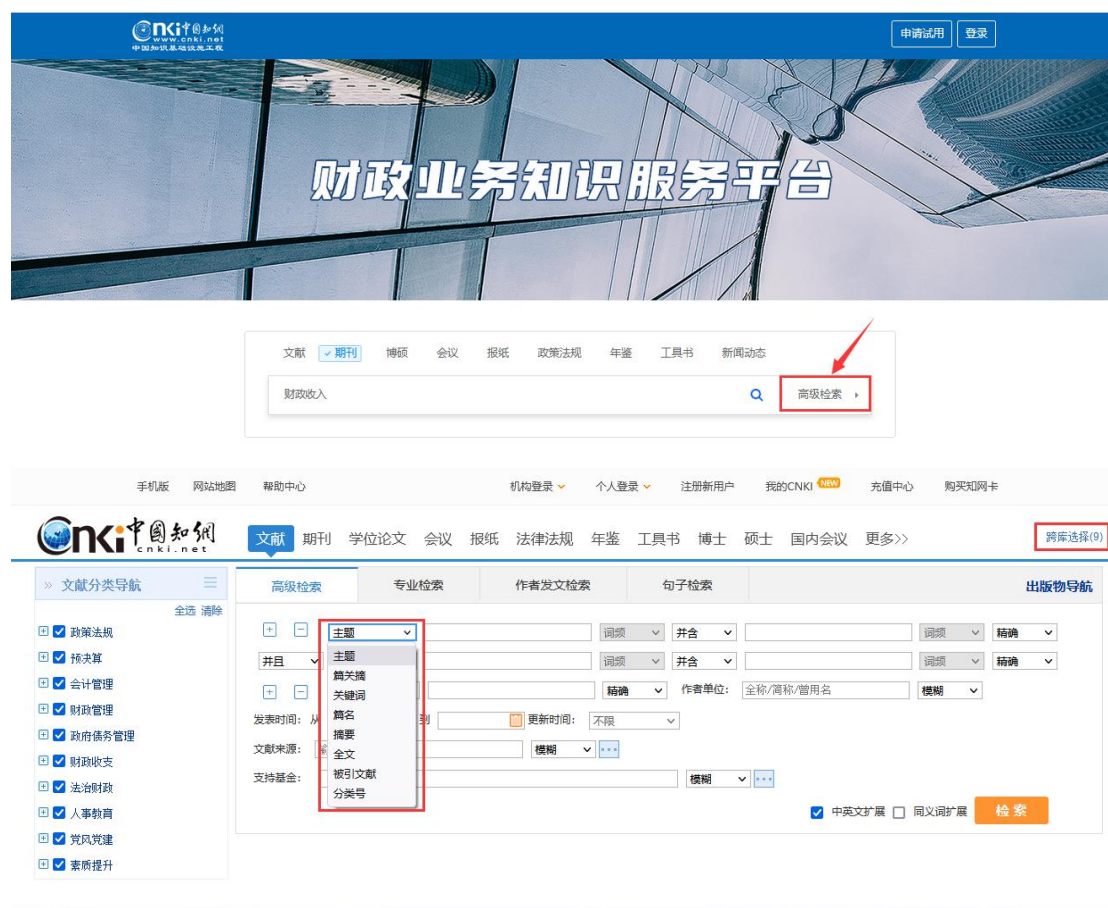 cnki中国知网
www.cnki.net
中国知识基础设施工程
申请试用 登录
财政业务知识服务平台
文献 期刊 博硕 会议 报纸 政策法规 年鉴 工具书 新闻动态
财政收入 高级检索
手机版 网站地图 帮助中心 机构登录 个人登录 注册新用户 我的CNKI NEW 充值中心 购买知网卡
cnki中国知网
cnki.net
文献 期刊 学位论文 会议 报纸 法律法规 年鉴 工具书 博士 硕士 国内会议 更多>> 跨库选择(9)
» 文献分类导航
全选 清除
政策法规
预决算
会计管理
财政管理
政府债务管理
财政收支
法治财政
人事教育
党风党建
素质提升
高级检索 专业检索 作者发文检索 句子检索 出版物导航
主题 词频 并含 词频 精确
并且 词频 并含 词频 精确
主题
篇关摘
关键词
篇名
摘要
全文
被引文献
分类号
精确 作者单位: 全称/简称/曾用名 模糊
发表时间: 从 到 更新时间: 不限
文献来源: 模糊 ...
支持基金: 模糊 ...
中英文扩展 同义词扩展 检索